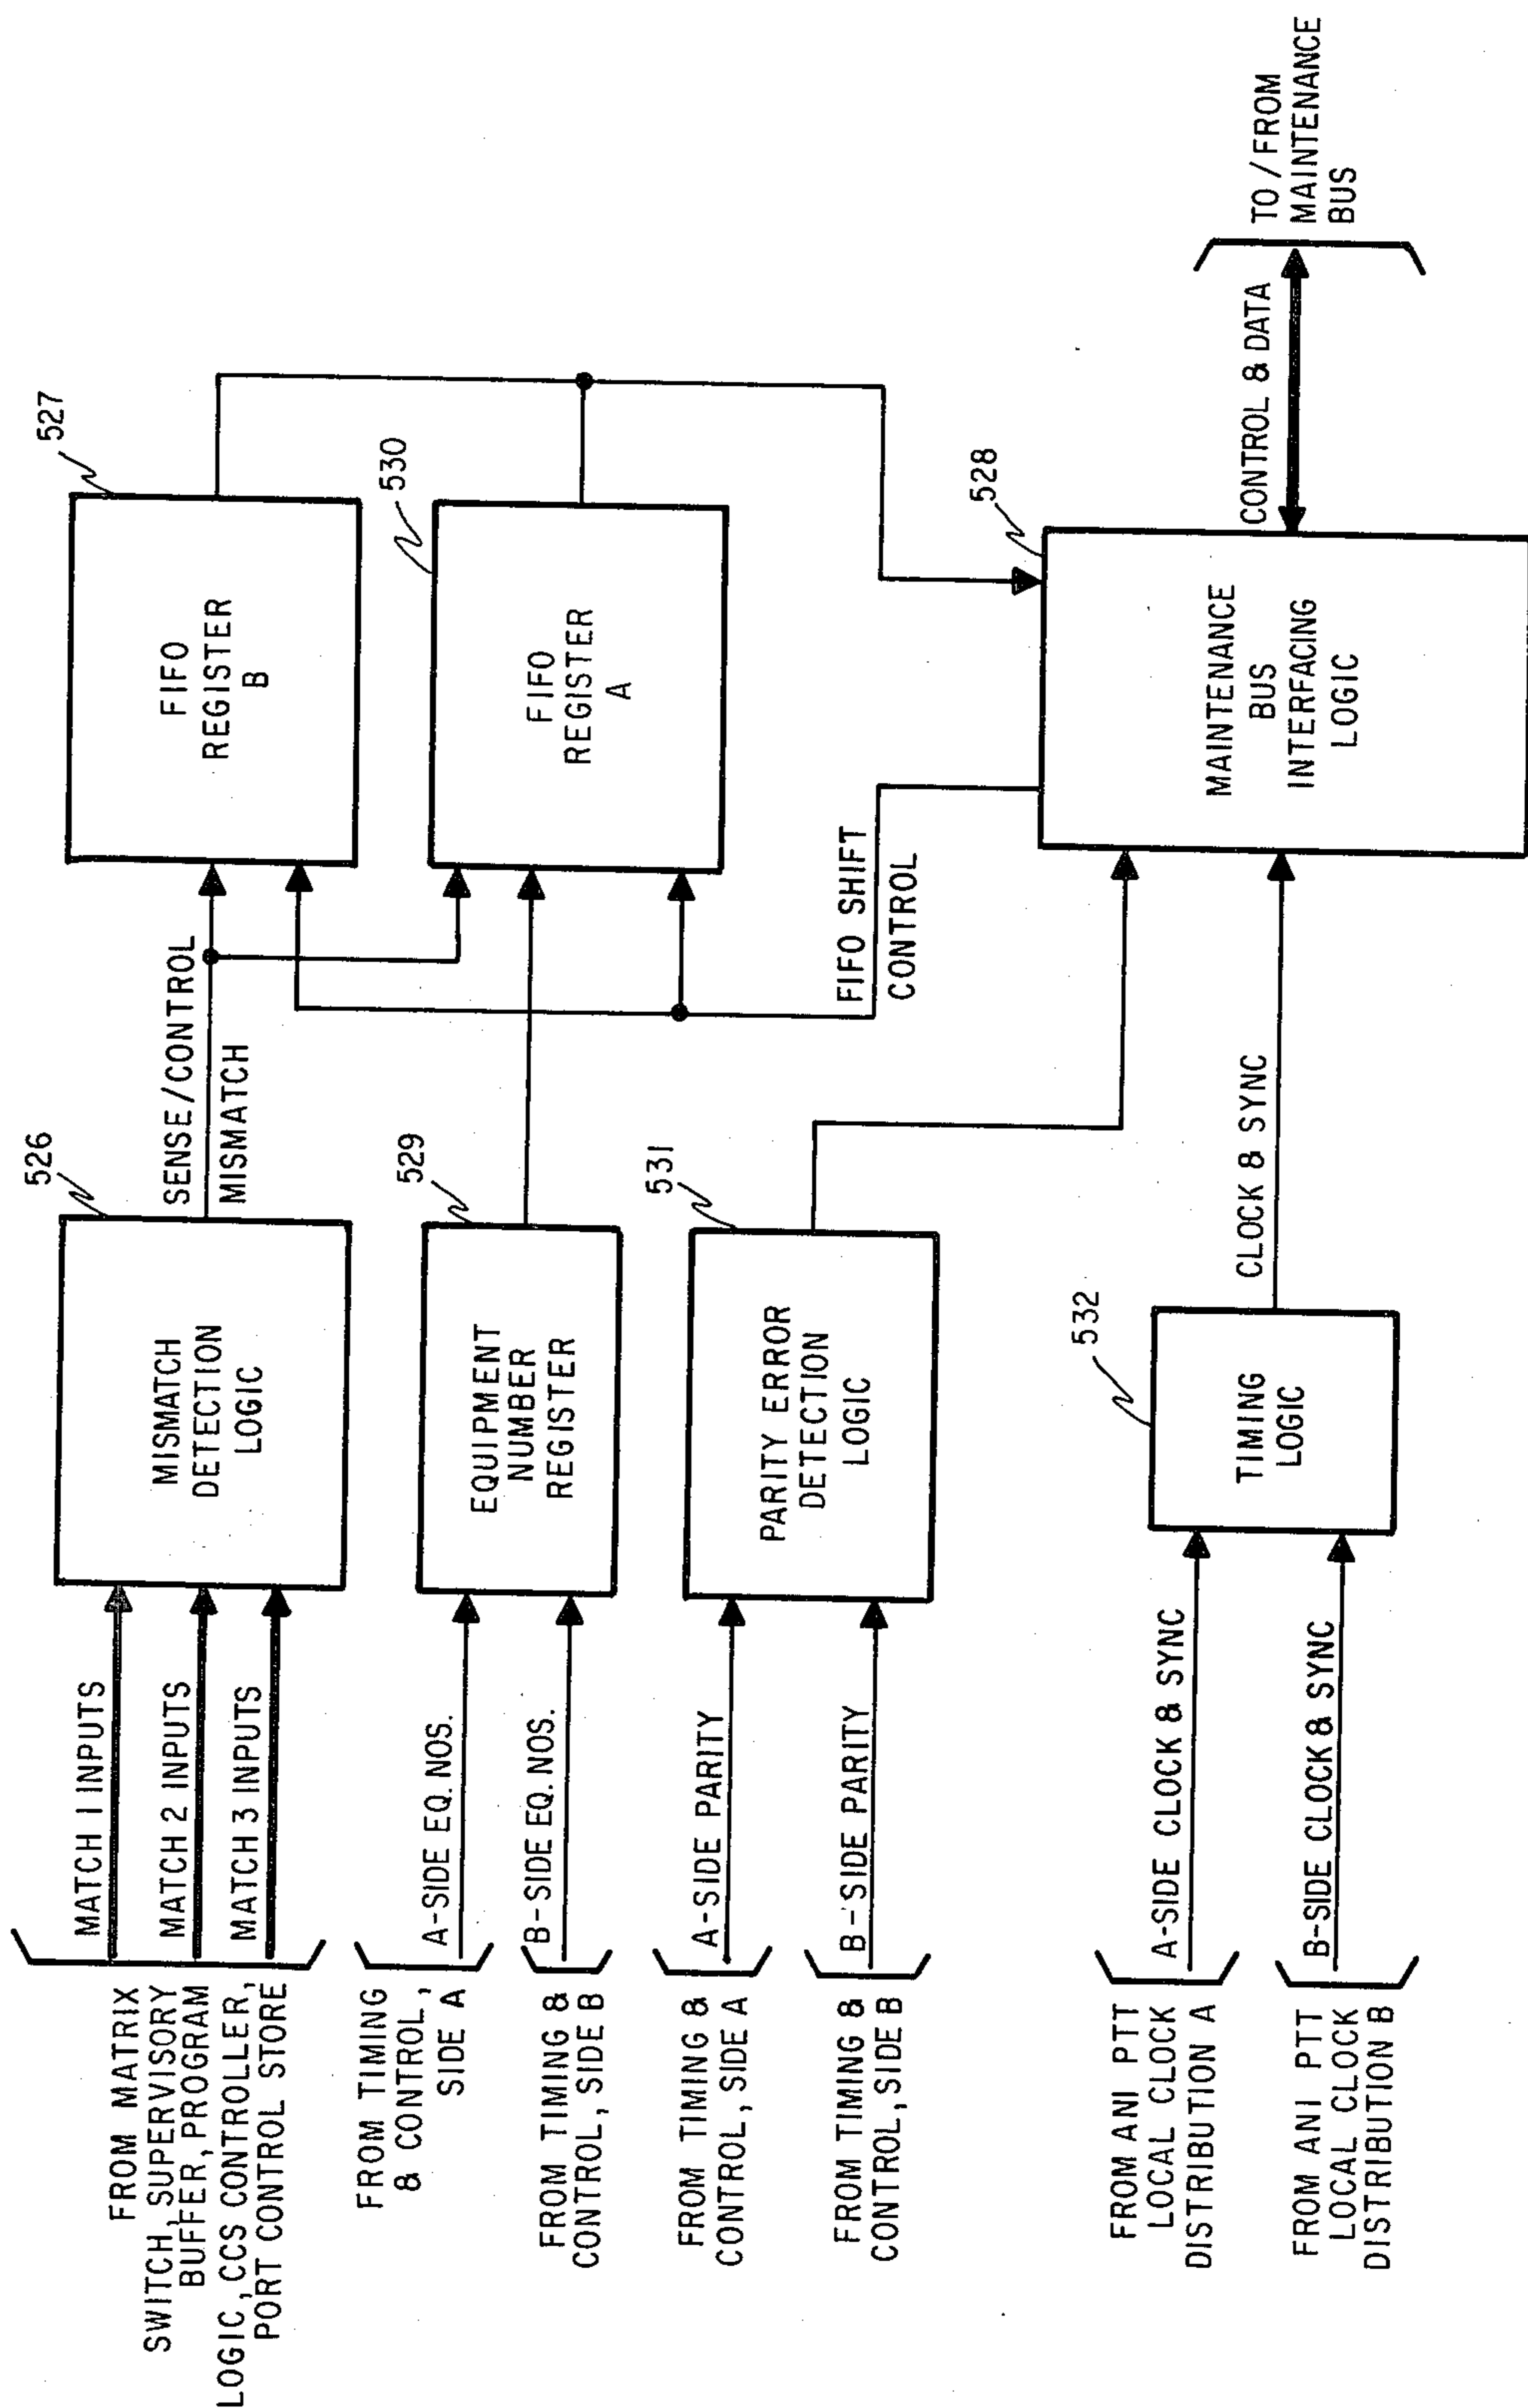 FROM MATRIX
SWITCH, SUPERVISORY
BUFFER, PROGRAM
LOGIC, CCS CONTROLLER,
PORT CONTROL STORE
MATCH 1 INPUTS
MATCH 2 INPUTS
MATCH 3 INPUTS
526
MISMATCH
DETECTION
LOGIC
SENSE/CONTROL
MISMATCH
527
FIFO
REGISTER
B
FROM TIMING
& CONTROL,
SIDE A
A-SIDE EQ. NOS.
FROM TIMING &
CONTROL, SIDE B
B-SIDE EQ. NOS.
529
EQUIPMENT
NUMBER
REGISTER
530
FIFO
REGISTER
A
FROM TIMING &
CONTROL, SIDE A
A-SIDE PARITY
FROM TIMING &
CONTROL, SIDE B
B-SIDE PARITY
531
PARITY ERROR
DETECTION
LOGIC
FIFO SHIFT
CONTROL
FROM ANI PTT
LOCAL CLOCK
DISTRIBUTION A
A-SIDE CLOCK & SYNC
FROM ANI PTT
LOCAL CLOCK
DISTRIBUTION B
B-SIDE CLOCK & SYNC
532
TIMING
LOGIC
CLOCK & SYNC
528
MAINTENANCE
BUS
INTERFACING
LOGIC
CONTROL & DATA
TO / FROM
MAINTENANCE
BUS